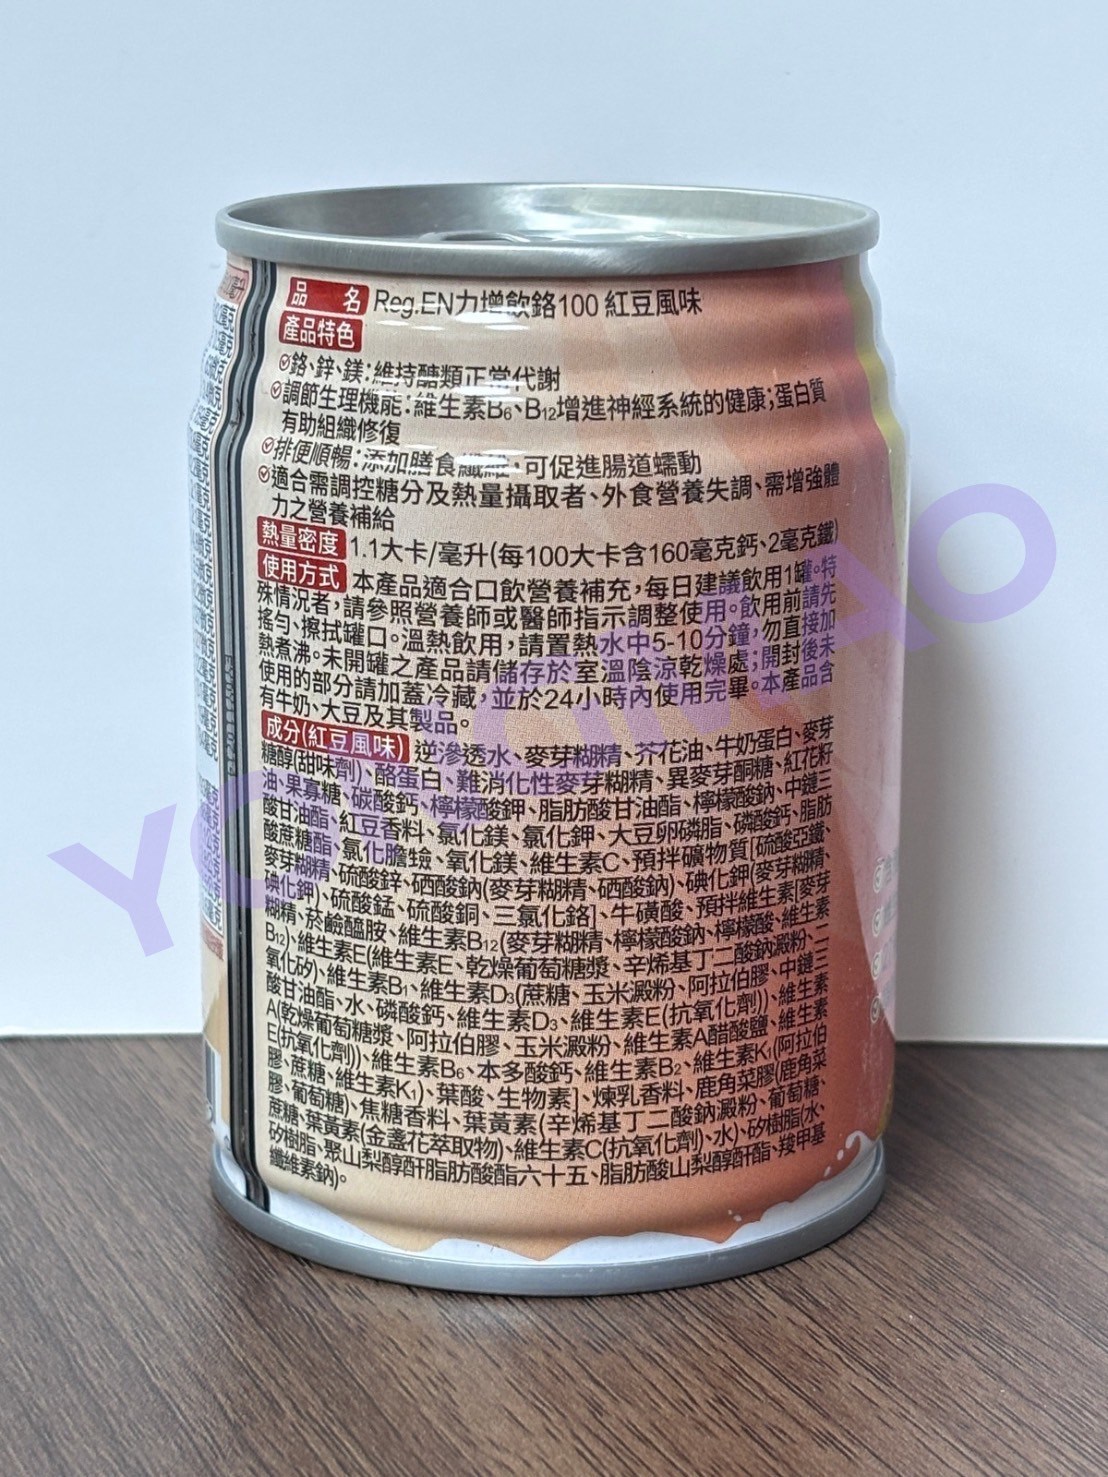 品 名 Reg.EN力增飲鉻100 紅豆風味
產品特色
鉻、鋅、鎂:維持醣類正常代謝
調節生理機能:維生素B6、B12增進神經系統的健康;蛋白質
有助組織修復
排便順暢:添加膳食纖維,可促進腸道蠕動
適合需調控糖分及熱量攝取者、外食營養失調、需增強體
力之營養補給
熱量密度 1.1大卡/毫升(每100大卡含160毫克鈣、2毫克鐵)
使用方式 本產品適合口飲營養補充,每日建議飲用1罐。特
殊情況者,請參照營養師或醫師指示調整使用。飲用前請先
搖勻、擦拭罐口。溫熱飲用,請置熱水中5-10分鐘,勿直接加
熱煮沸。未開罐之產品請儲存於室溫陰涼乾燥處;開封後未
使用的部分請加蓋冷藏,並於24小時內使用完畢。本產品含
有牛奶、大豆及其製品。
成分(紅豆風味) 逆滲透水、麥芽糊精、芥花油、牛奶蛋白、麥芽
糖醇(甜味劑)、酪蛋白、難消化性麥芽糊精、異麥芽酮糖、紅花籽
油、果寡糖、碳酸鈣、檸檬酸鉀、脂肪酸甘油酯、檸檬酸鈉、中鏈三
酸甘油酯、紅豆香料、氯化鎂、氯化鉀、大豆卵磷脂、磷酸鈣、脂肪
酸蔗糖酯、氯化膽鹼、氧化鎂、維生素C、預拌礦物質[硫酸亞鐵、
麥芽糊精、硫酸鋅、硒酸鈉(麥芽糊精、硒酸鈉)、碘化鉀(麥芽糊精、
碘化鉀)、硫酸錳、硫酸銅、三氯化鉻]、牛磺酸、預拌維生素[麥芽
糊精、菸鹼醯胺、維生素B12(麥芽糊精、檸檬酸鈉、檸檬酸、維生素
B12)、維生素E(維生素E、乾燥葡萄糖漿、辛烯基丁二酸鈉澱粉、二
氧化矽)、維生素B1、維生素D3(蔗糖、玉米澱粉、阿拉伯膠、中鏈三
酸甘油酯、水、磷酸鈣、維生素D3、維生素E(抗氧化劑))、維生素
A(乾燥葡萄糖漿、阿拉伯膠、玉米澱粉、維生素A醋酸鹽、維生素
E(抗氧化劑))、維生素B6、本多酸鈣、維生素B2、維生素K1(阿拉伯
膠、蔗糖、維生素K1)、葉酸、生物素]、煉乳香料、鹿角菜膠(鹿角菜
膠、葡萄糖)、焦糖香料、葉黃素(辛烯基丁二酸鈉澱粉、葡萄糖、
蔗糖、葉黃素(金盞花萃取物)、維生素C(抗氧化劑)、水)、矽樹脂(水、
矽樹脂、聚山梨醇酐脂肪酸酯六十五、脂肪酸山梨醇酐酯、羧甲基
纖維素鈉)。
YOYOMAO